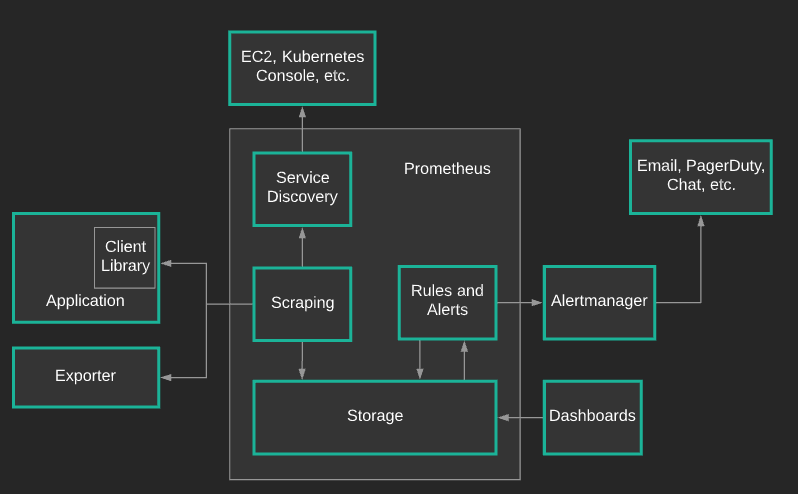 EC2, Kubernetes
Console, etc.
Prometheus
Service
Discovery
Email, PagerDuty,
Chat, etc.
Client
Library
Application
Scraping
Rules and
Alerts
Alertmanager
Exporter
Storage
Dashboards